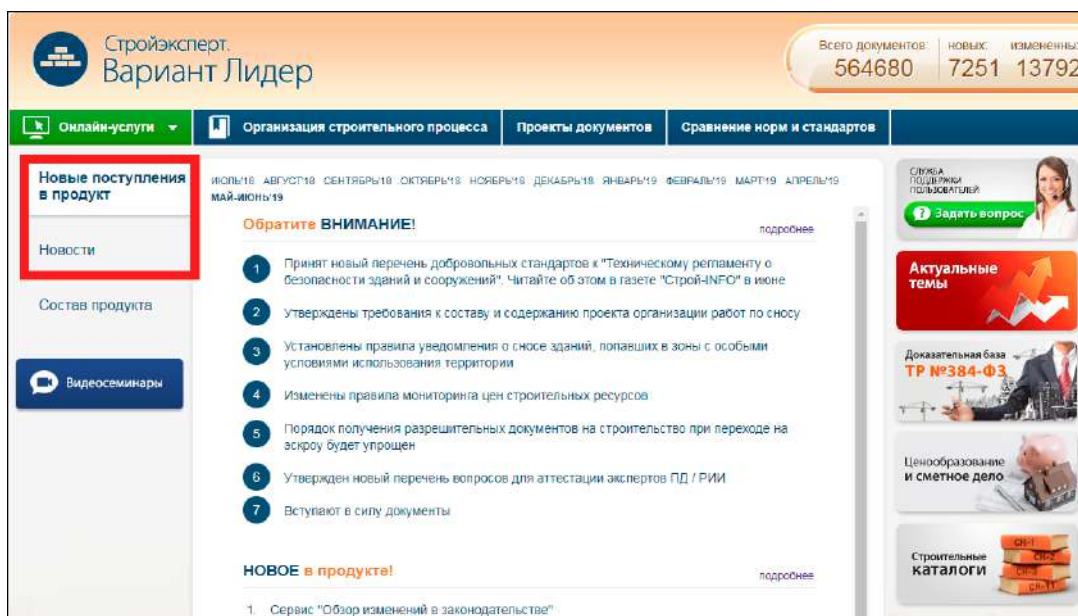 Стройэксперт.
Вариант Лидер
Всего документов: новых: измененных:
564680 7251 13792
Онлайн-услуги
Организация строительного процесса
Проекты документов
Сравнение норм и стандартов
Новые поступления
в продукт
Новости
Состав продукта
Видеосеминары
ИЮЛЬ'18 АВГУСТ'18 СЕНТЯБРЬ'18 ОКТЯБРЬ'18 НОЯБРЬ'18 ДЕКАБРЬ'18 ЯНВАРЬ'19 ФЕВРАЛЬ'19 МАРТ'19 АПРЕЛЬ'19
МАЙ-ИЮНЬ'19
Обратите ВНИМАНИЕ!
подробнее
1 Принят новый перечень добровольных стандартов к "Техническому регламенту о
безопасности зданий и сооружений". Читайте об этом в газете "Строй-INFO" в июне
2 Утверждены требования к составу и содержанию проекта организации работ по сносу
3 Установлены правила уведомления о сносе зданий, попавших в зоны с особыми
условиями использования территории
4 Изменены правила мониторинга цен строительных ресурсов
5 Порядок получения разрешительных документов на строительство при переходе на
эскроу будет упрощен
6 Утвержден новый перечень вопросов для аттестации экспертов ПД / РИИ
7 Вступают в силу документы
НОВОЕ в продукте!
подробнее
1. Сервис "Обзор изменений в законодательстве"
СЛУЖБА
ПОДДЕРЖКИ
ПОЛЬЗОВАТЕЛЕЙ
? Задать вопрос
Актуальные
темы
Доказательная база
ТР №384-ФЗ
Ценообразование
и сметное дело
Строительные
каталоги
СН-1
СН-2
СН-3
СН-11